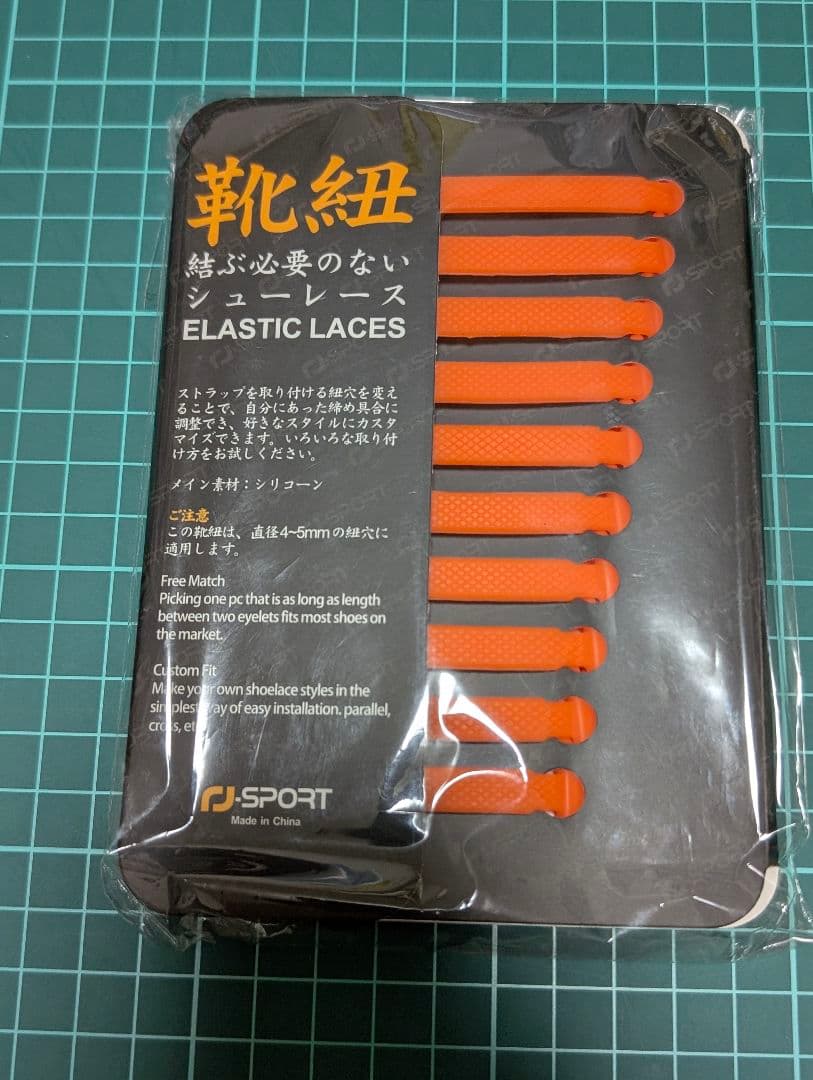 靴紐
結ぶ必要のない
シューレース
ELASTIC LACES
ストラップを取り付ける紐穴を変え
ることで、自分にあった締め具合に
調整でき、好きなスタイルにカスタ
マイズできます。いろいろな取り付
け方をお試しください。
メイン素材：シリコーン
ご注意
この靴紐は、直径4~5mmの紐穴に
適用します。
Free Match
Picking one pc that is as long as length
between two eyelets fits most shoes on
the market.
Custom Fit
Make your own shoelace styles in the
simplest way of easy installation. parallel,
cross, et
RJ-SPORT
Made in China